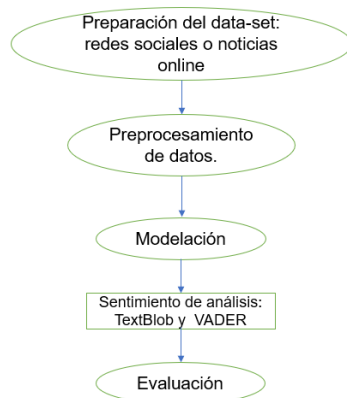 Preparación del data-set:
redes sociales o noticias
online
Preprocesamiento
de datos.
Modelación
Sentimiento de análisis:
TextBlob y VADER
Evaluación